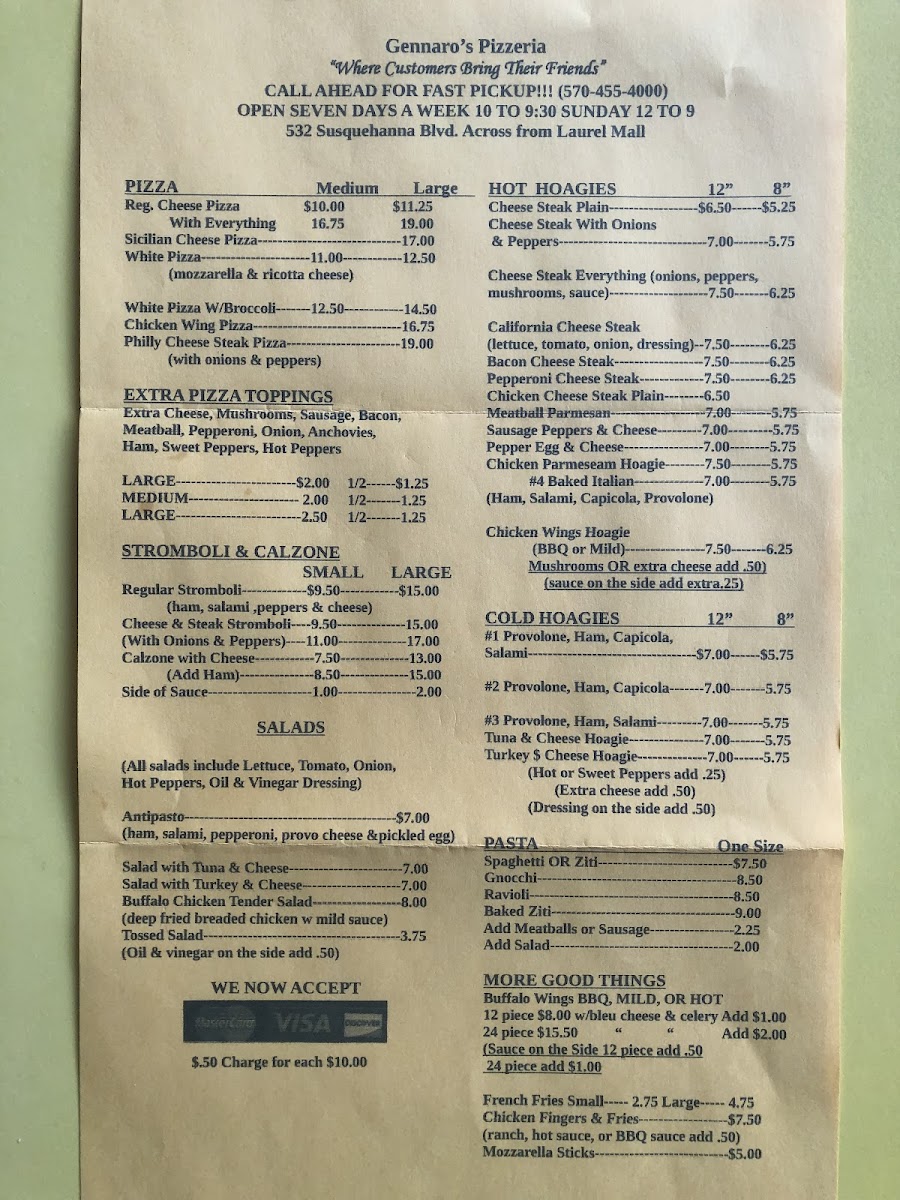 Gennaro's Pizzeria
"Where Customers Bring Their Friends"
CALL AHEAD FOR FAST PICKUP!!! (570-455-4000)
OPEN SEVEN DAYS A WEEK 10 TO 9:30 SUNDAY 12 TO 9
532 Susquehanna Blvd. Across from Laurel Mall
PIZZA Medium Large
Reg. Cheese Pizza $10.00 $11.25
With Everything 16.75 19.00
Sicilian Cheese Pizza-----------------------------17.00
White Pizza----------------------11.00------------12.50
(mozzarella & ricotta cheese)
White Pizza W/Broccoli-------12.50------------14.50
Chicken Wing Pizza------------------------------16.75
Philly Cheese Steak Pizza-----------------------19.00
(with onions & peppers)
EXTRA PIZZA TOPPINGS
Extra Cheese, Mushrooms, Sausage, Bacon,
Meatball, Pepperoni, Onion, Anchovies,
Ham, Sweet Peppers, Hot Peppers
LARGE------------------------------$2.00 1/2------$1.25
MEDIUM---------------------- 2.00 1/2-------1.25
LARGE-------------------------------2.50 1/2-------1.25
STROMBOLI & CALZONE
SMALL LARGE
Regular Stromboli-------------$9.50------------$15.00
(ham, salami ,peppers & cheese)
Cheese & Steak Stromboli----9.50--------------15.00
(With Onions & Peppers)----11.00--------------17.00
Calzone with Cheese------------7.50--------------13.00
(Add Ham)---------------8.50--------------15.00
Side of Sauce---------------------1.00---------------2.00
SALADS
(All salads include Lettuce, Tomato, Onion,
Hot Peppers, Oil & Vinegar Dressing)
Antipasto-------------------------------------------$7.00
(ham, salami, pepperoni, provo cheese &pickled egg)
Salad with Tuna & Cheese-----------------------7.00
Salad with Turkey & Cheese--------------------7.00
Buffalo Chicken Tender Salad------------------8.00
(deep fried breaded chicken w mild sauce)
Tossed Salad----------------------------------------3.75
(Oil & vinegar on the side add .50)
WE NOW ACCEPT
MasterCard VISA DISCOVER
$.50 Charge for each $10.00
HOT HOAGIES 12" 8"
Cheese Steak Plain------------------$6.50------$5.25
Cheese Steak With Onions
& Peppers------------------------------7.00-------5.75
Cheese Steak Everything (onions, peppers,
mushrooms, sauce)--------------------7.50-------6.25
California Cheese Steak
(lettuce, tomato, onion, dressing)--7.50--------6.25
Bacon Cheese Steak------------------7.50--------6.25
Pepperoni Cheese Steak-------------7.50--------6.25
Chicken Cheese Steak Plain--------6.50
Meatball Parmesan-------------------7.00--------5.75
Sausage Peppers & Cheese---------7.00---------5.75
Pepper Egg & Cheese----------------7.00--------5.75
Chicken Parmeseam Hoagie-------7.50--------5.75
#4 Baked Italian--------------7.00--------5.75
(Ham, Salami, Capicola, Provolone)
Chicken Wings Hoagie
(BBQ or Mild)------------------7.50-------6.25
Mushrooms OR extra cheese add .50)
(sauce on the side add extra.25)
COLD HOAGIES 12" 8"
#1 Provolone, Ham, Capicola,
Salami----------------------------------$7.00------$5.75
#2 Provolone, Ham, Capicola-------7.00-------5.75
#3 Provolone, Ham, Salami---------7.00-------5.75
Tuna & Cheese Hoagie---------------7.00-------5.75
Turkey $ Cheese Hoagie-------------7.00-------5.75
(Hot or Sweet Peppers add .25)
(Extra cheese add .50)
(Dressing on the side add .50)
PASTA One Size
Spaghetti OR Ziti---------------------------$7.50
Gnocchi----------------------------------------8.50
Ravioli------------------------------------------8.50
Baked Ziti-------------------------------------9.00
Add Meatballs or Sausage-----------------2.25
Add Salad-------------------------------------2.00
MORE GOOD THINGS
Buffalo Wings BBQ, MILD, OR HOT
12 piece $8.00 w/bleu cheese & celery Add $1.00
24 piece $15.50 " " Add $2.00
(Sauce on the Side 12 piece add .50
24 piece add $1.00
French Fries Small----- 2.75 Large----- 4.75
Chicken Fingers & Fries------------------$7.50
(ranch, hot sauce, or BBQ sauce add .50)
Mozzarella Sticks---------------------------$5.00